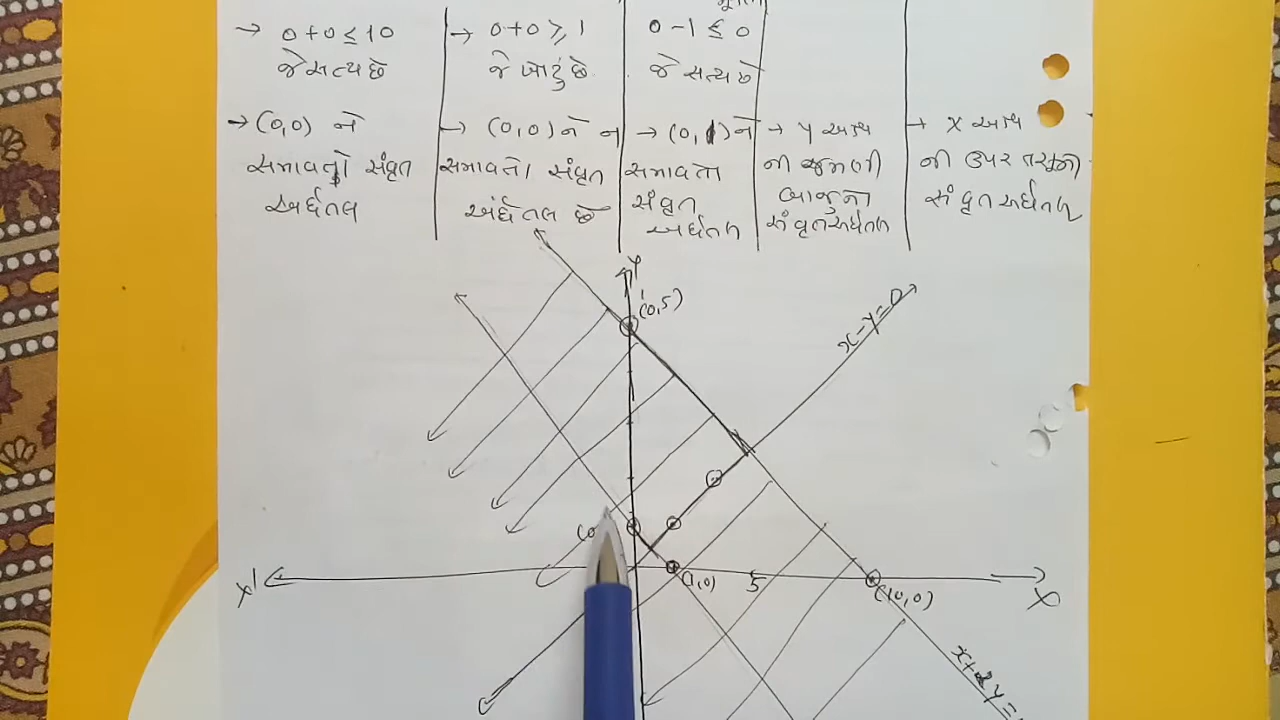 → 0+0 ≤ 10
→ 0+0 ≥ 1
0-1 ≤ 0
જે સત્ય છે
જે ખોટું છે.
જે સત્ય છે
→ (0,0) ને
સમાવતો સંવૃત
અર્ધતલ
→ (0,0) ને ન
સમાવતો સંવૃત
અર્ધતલ છે
→ (0,1) ને
સમાવતા
સંવૃત
અર્ધતલ
→ Y અક્ષ
ની જમણી
બાજુના
સંવૃત અર્ધતલ
→ X અક્ષ
ની ઉપર તરફનો
સંવૃત અર્ધતલ
Y
(0,5)
x-y=0
(0
(1,0)
5
(10,0)
X'
X
x+2y=